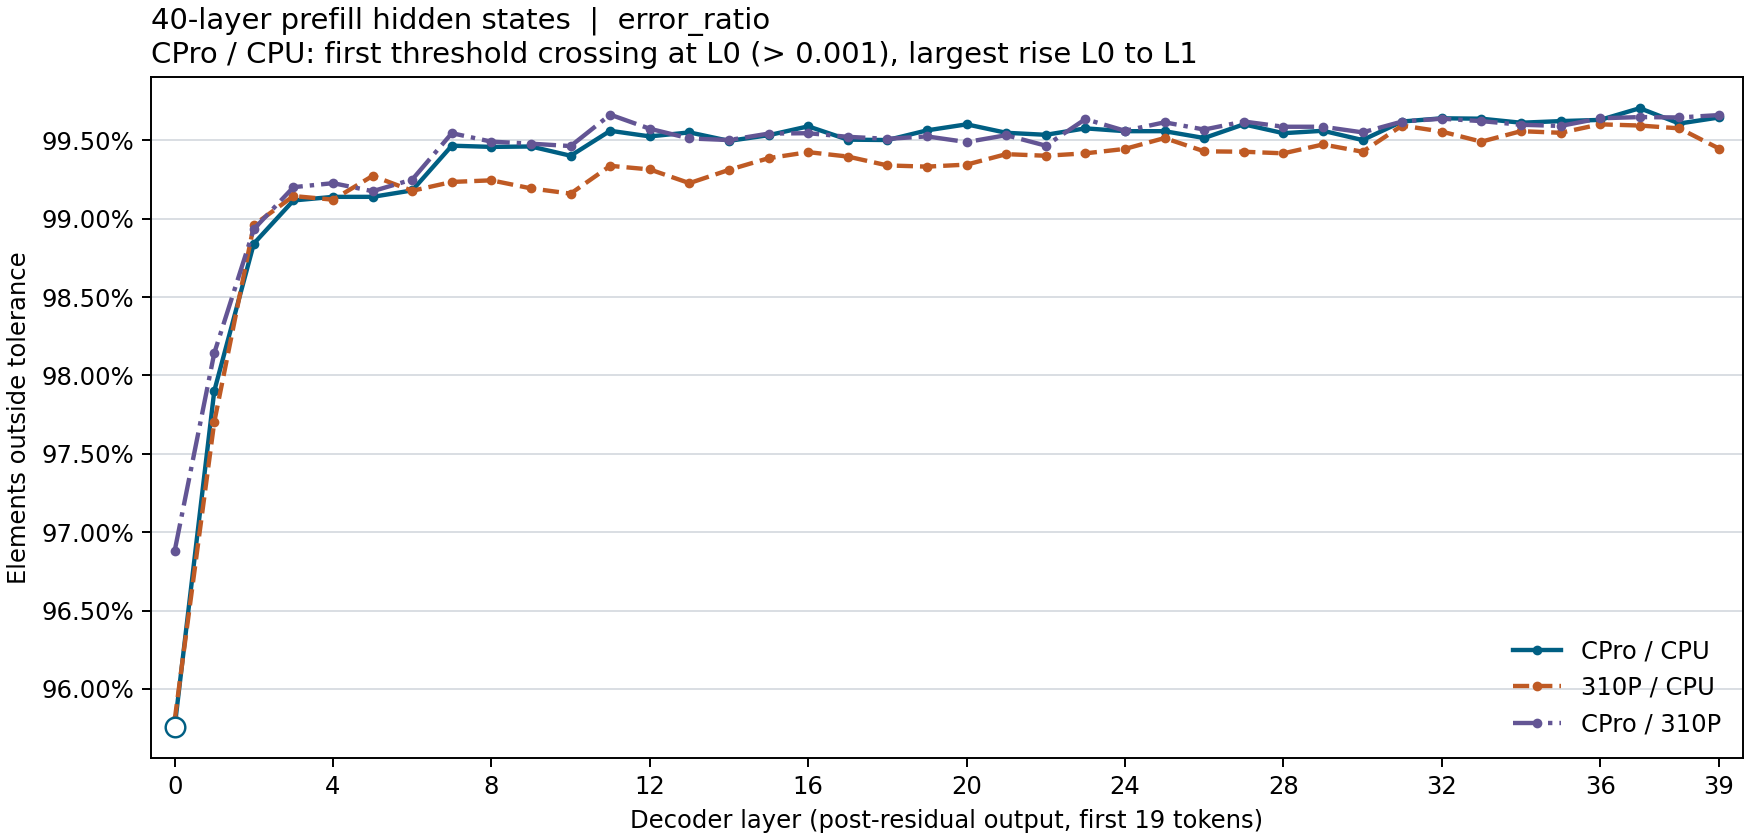 40-layer prefill hidden states | error_ratio
CPro / CPU: first threshold crossing at L0 (> 0.001), largest rise L0 to L1
Elements outside tolerance
99.50%
99.00%
98.50%
98.00%
97.50%
97.00%
96.50%
96.00%
CPro / CPU
310P / CPU
CPro / 310P
0 4 8 12 16 20 24 28 32 36 39
Decoder layer (post-residual output, first 19 tokens)